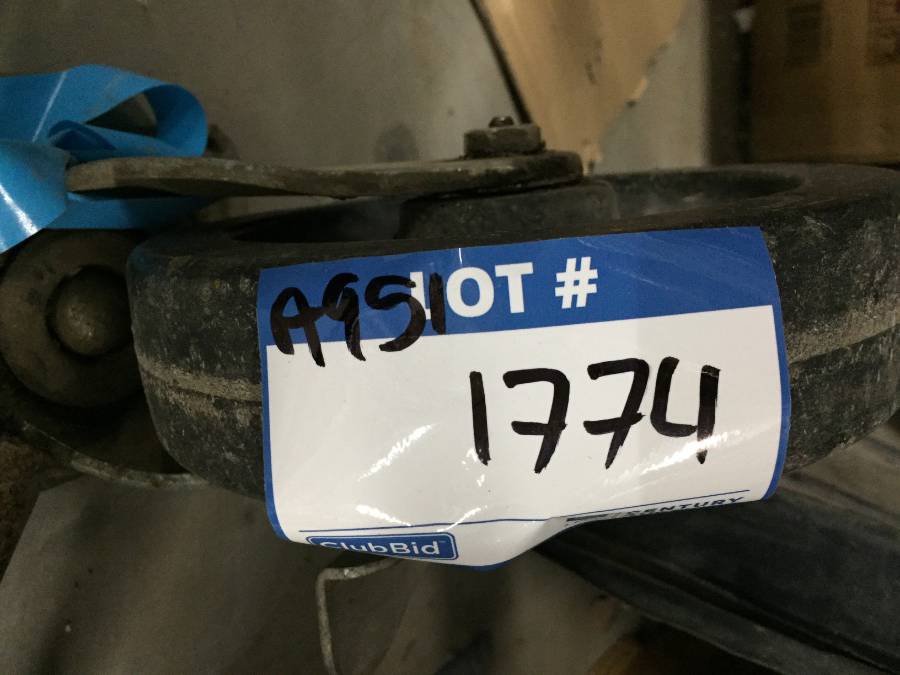 LOT #
A951
1774
CENTURY
ClubBid